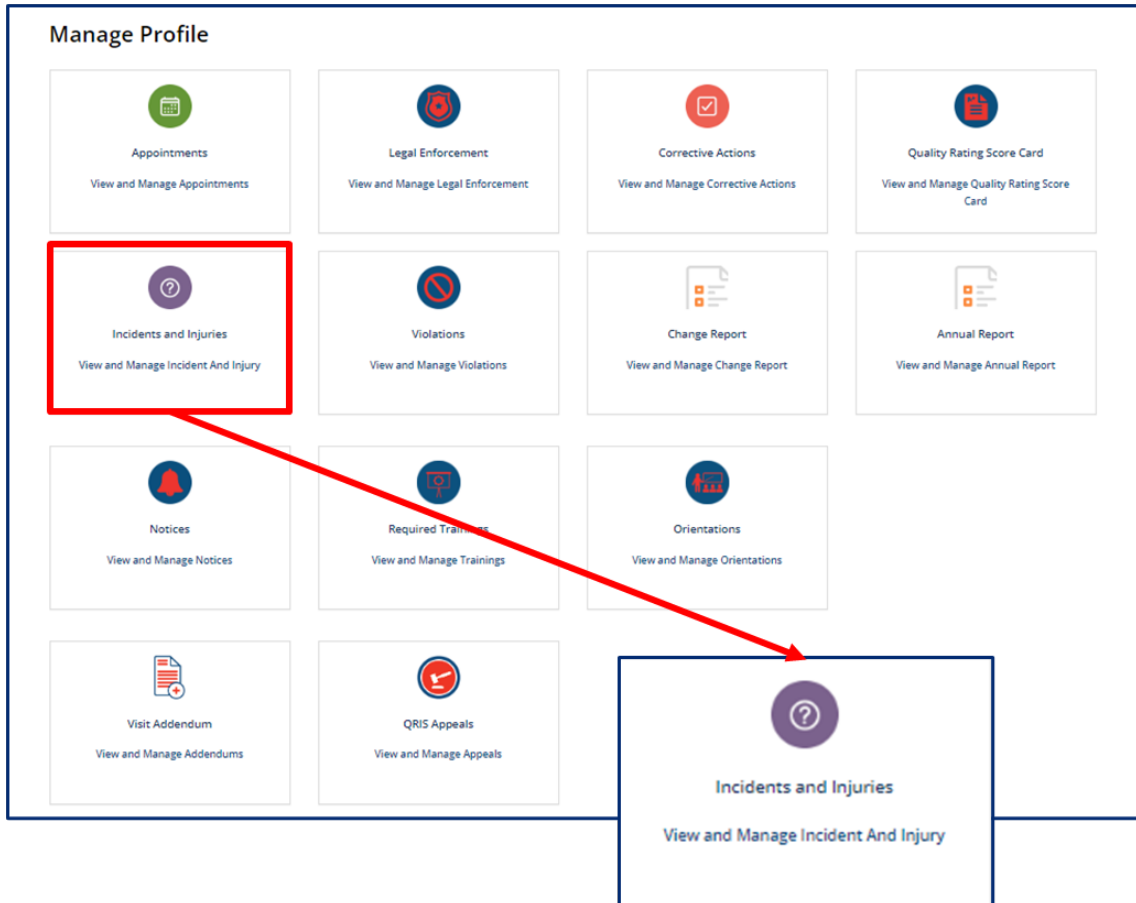 Manage Profile
Appointments
View and Manage Appointments
Legal Enforcement
View and Manage Legal Enforcement
Corrective Actions
View and Manage Corrective Actions
Quality Rating Score Card
View and Manage Quality Rating Score
Card
Incidents and Injuries
View and Manage Incident And Injury
Violations
View and Manage Violations
Change Report
View and Manage Change Report
Annual Report
View and Manage Annual Report
Notices
View and Manage Notices
Required Trainings
View and Manage Trainings
Orientations
View and Manage Orientations
Visit Addendum
View and Manage Addendums
QRIS Appeals
View and Manage Appeals
Incidents and Injuries
View and Manage Incident And Injury